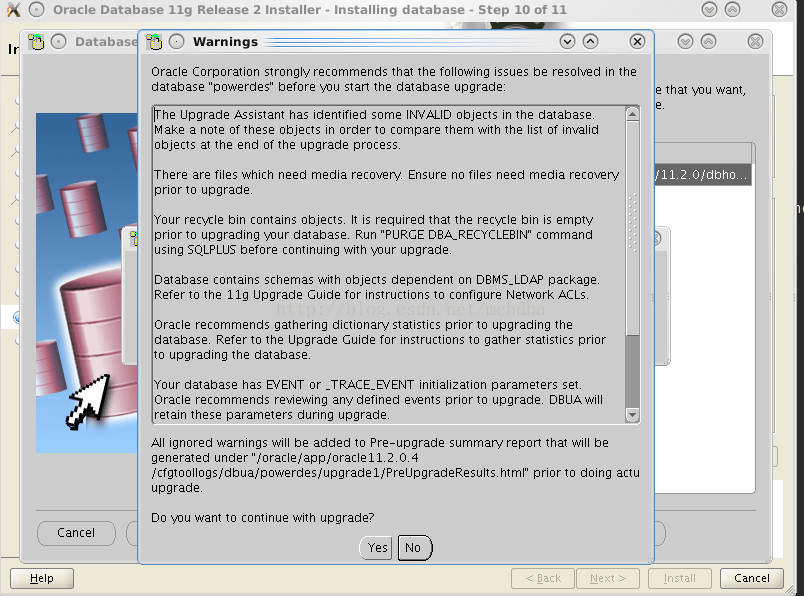 Oracle Database 11g Release 2 Installer - Installing database - Step 10 of 11
In
Database
Warnings
Oracle Corporation strongly recommends that the following issues be resolved in the
database "powerdes" before you start the database upgrade:
e that you want,
e.
The Upgrade Assistant has identified some INVALID objects in the database.
Make a note of these objects in order to compare them with the list of invalid
objects at the end of the upgrade process.
There are files which need media recovery. Ensure no files need media recovery
prior to upgrade.
/11.2.0/dbho...
Your recycle bin contains objects. It is required that the recycle bin is empty
prior to upgrading your database. Run "PURGE DBA_RECYCLEBIN" command
using SQLPLUS before continuing with your upgrade.
Database contains schemas with objects dependent on DBMS_LDAP package.
Refer to the 11g Upgrade Guide for instructions to configure Network ACLs.
http://blog.csdn.net/mchdba
Oracle recommends gathering dictionary statistics prior to upgrading the
database. Refer to the Upgrade Guide for instructions to gather statistics prior
to upgrading the database.
Your database has EVENT or _TRACE_EVENT initialization parameters set.
Oracle recommends reviewing any defined events prior to upgrade. DBUA will
retain these parameters during upgrade.
All ignored warnings will be added to Pre-upgrade summary report that will be
generated under "/oracle/app/oracle11.2.0.4
/cfgtoollogs/dbua/powerdes/upgrade1/PreUpgradeResults.html" prior to doing actu
upgrade.
Do you want to continue with upgrade?
Cancel
Yes
No
Help
< Back
Next >
Install
Cancel